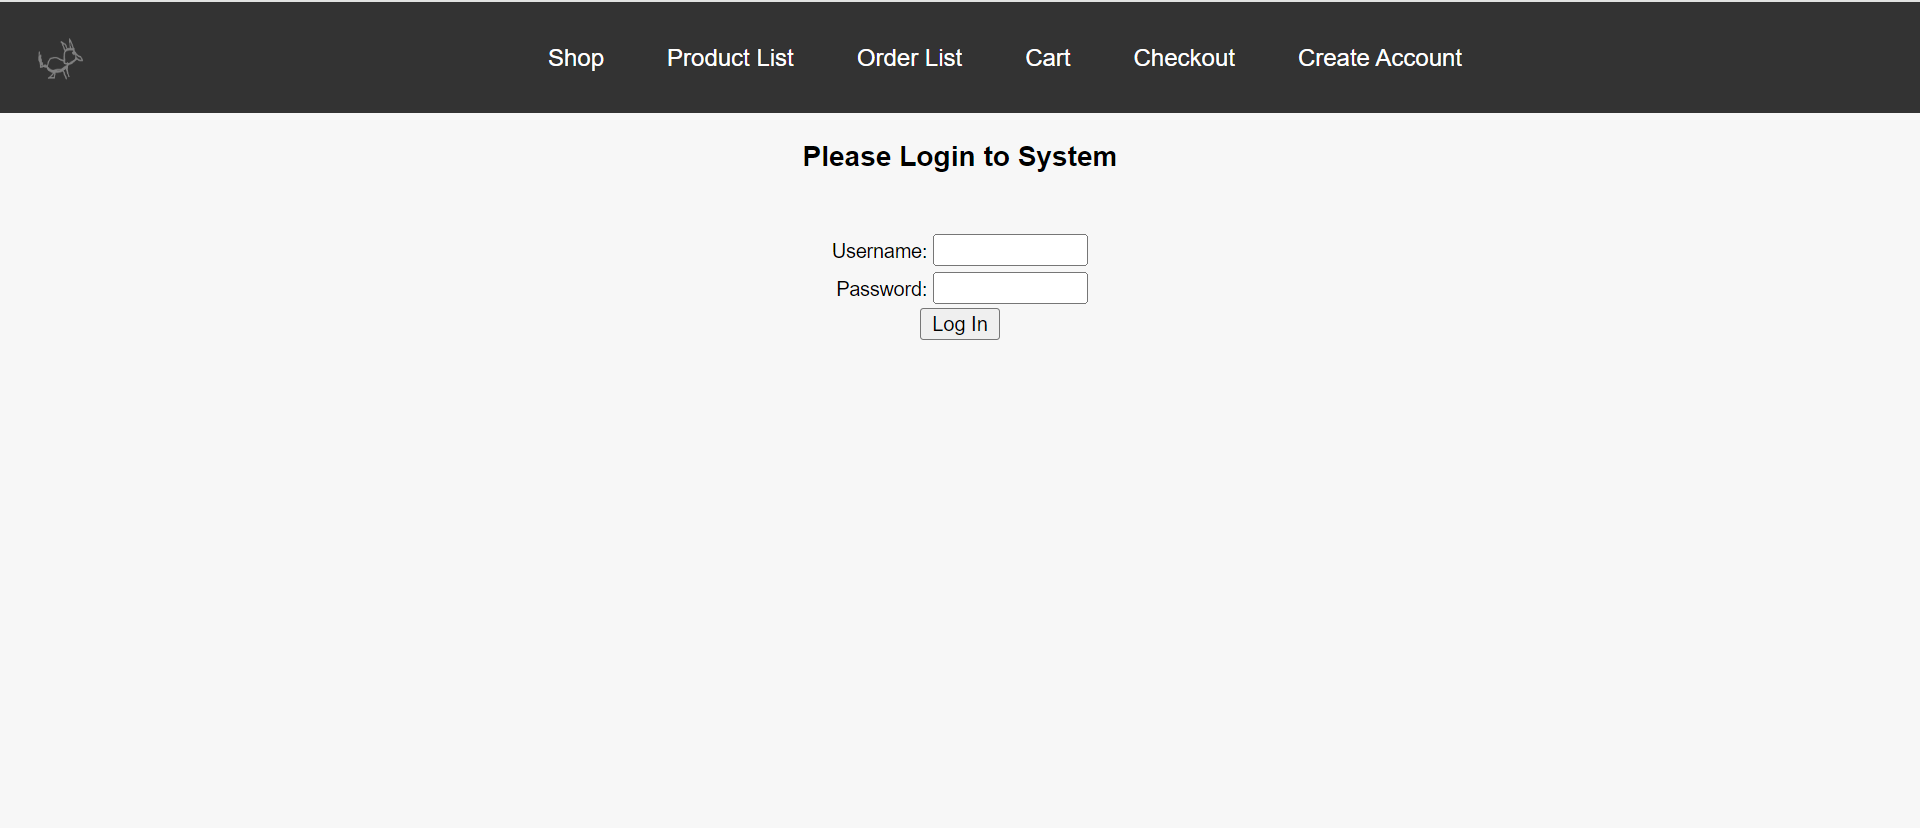 Shop Product List Order List Cart Checkout Create Account
Please Login to System
Username:
Password:
Log In